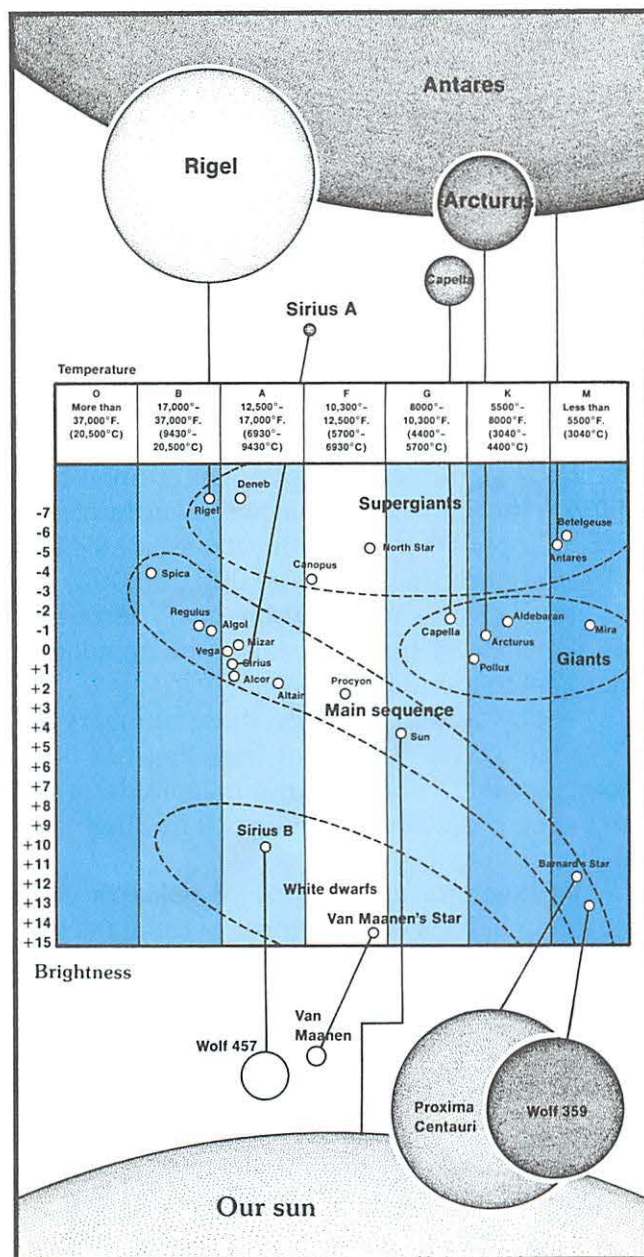 Antares
Rigel
Arcturus
Capella
Sirius A
Temperature
O
More than
37,000°F.
(20,500°C)
B
17,000°-
37,000°F.
(9430°-
20,500°C)
A
12,500°-
17,000°F.
(6930°-
9430°C)
F
10,300°-
12,500°F.
(5700°-
6930°C)
G
8000°-
10,300°F.
(4400°-
5700°C)
K
5500°-
8000°F.
(3040°-
4400°C)
M
Less than
5500°F.
(3040°C)
-7
-6
-5
-4
-2
-1
0
+1
+2
+3
+4
+5
+6
+7
+8
+9
+10
+11
+12
+13
+14
+15
Deneb
Rigel
Supergiants
Betelgeuse
North Star
Antares
Canopus
Spica
Regulus
Algol
Capella
Aldebaran
Mira
Arcturus
Mizar
Vega
Sirius
Pollux
Giants
Alcor
Altair
Procyon
Main sequence
Sun
Sirius B
Barnard's Star
White dwarfs
Van Maanen's Star
Brightness
Van
Maanen
Wolf 457
Proxima
Centauri
Wolf 359
Our sun